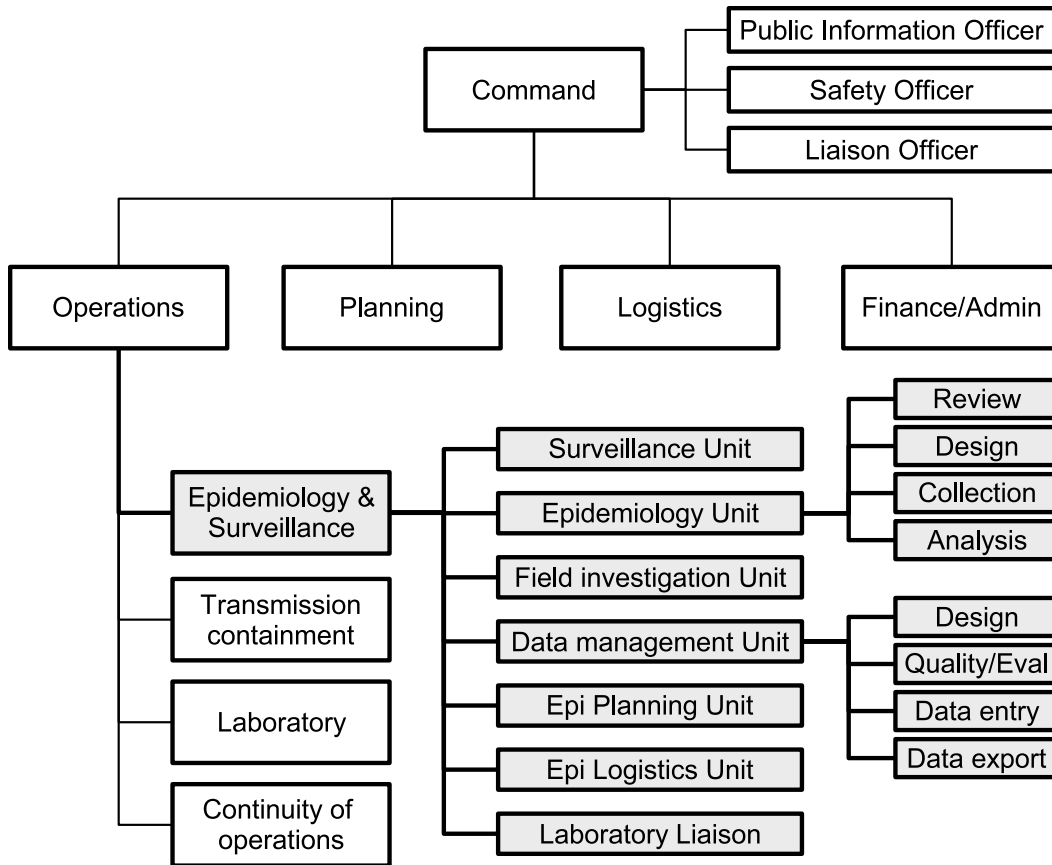 Public Information Officer
Command
Safety Officer
Liaison Officer
Operations
Planning
Logistics
Finance/Admin
Review
Surveillance Unit
Design
Epidemiology &
Surveillance
Epidemiology Unit
Collection
Analysis
Field investigation Unit
Transmission
containment
Data management Unit
Design
Quality/Eval
Laboratory
Epi Planning Unit
Data entry
Data export
Epi Logistics Unit
Continuity of
operations
Laboratory Liaison